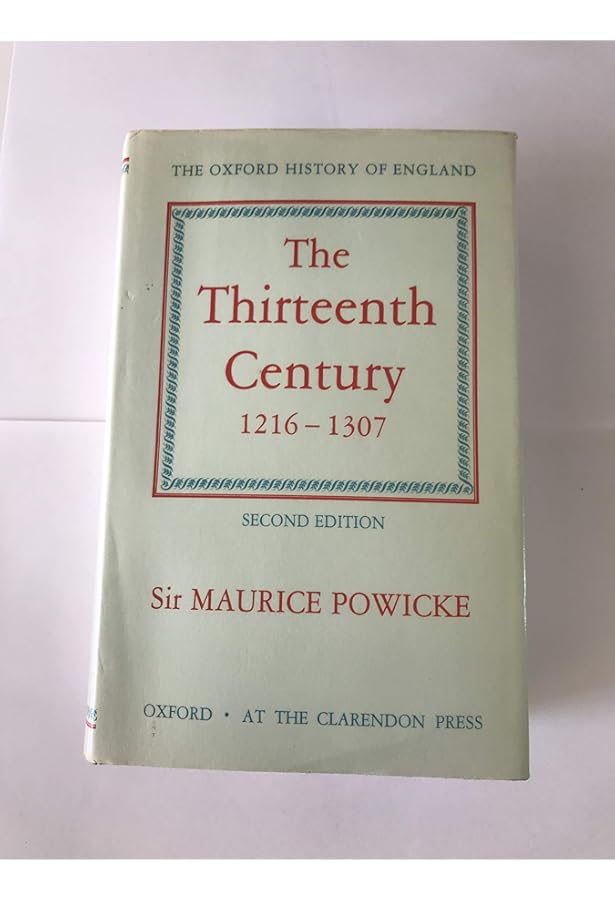 THE OXFORD HISTORY OF ENGLAND
The
Thirteenth
Century
1216 – 1307
SECOND EDITION
Sir MAURICE POWICKE
OXFORD · AT THE CLARENDON PRESS